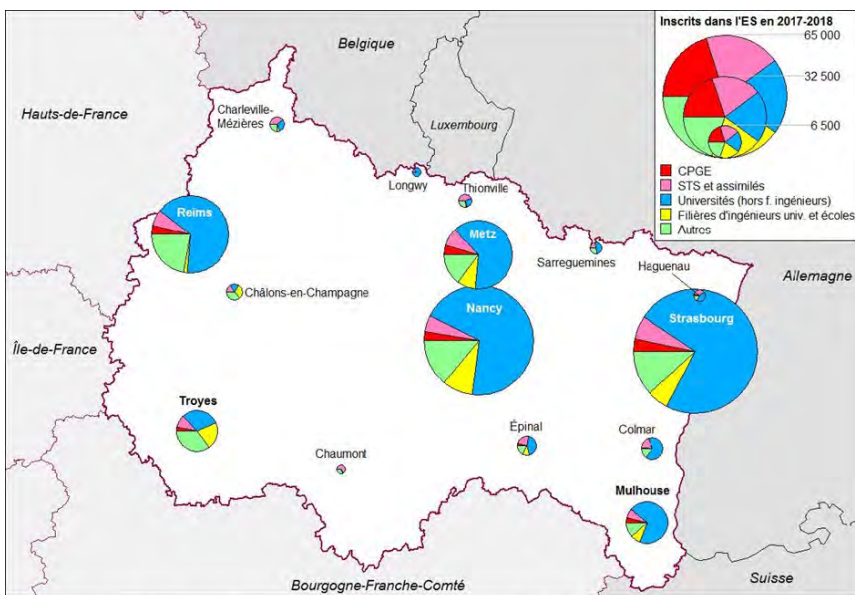 Inscrits dans l'ES en 2017-2018
65 000
32 500
6 500
CPGE
STS et assimilés
Universités (hors f. ingénieurs)
Filières d'ingénieurs univ. et écoles
Autres
Belgique
Hauts-de-France
Luxembourg
Charleville-
Mézières
Longwy
Thionville
Reims
Metz
Sarreguemines
Haguenau
Allemagne
Châlons-en-Champagne
Nancy
Strasbourg
Île-de-France
Troyes
Épinal
Colmar
Chaumont
Mulhouse
Bourgogne-Franche-Comté
Suisse